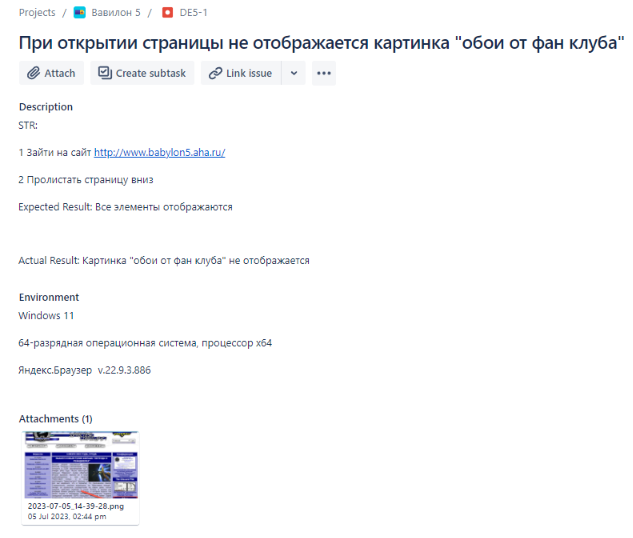 Projects / Вавилон 5 / DE5-1
При открытии страницы не отображается картинка "обои от фан клуба"
Attach Create subtask Link issue
Description
STR:
1 Зайти на сайт http://www.babylon5.aha.ru/
2 Пролистать страницу вниз
Expected Result: Все элементы отображаются
Actual Result: Картинка "обои от фан клуба" не отображается
Environment
Windows 11
64-разрядная операционная система, процессор x64
Яндекс.Браузер v.22.9.3.886
Attachments (1)
2023-07-05_14-39-28.png
05 Jul 2023, 02:44 pm